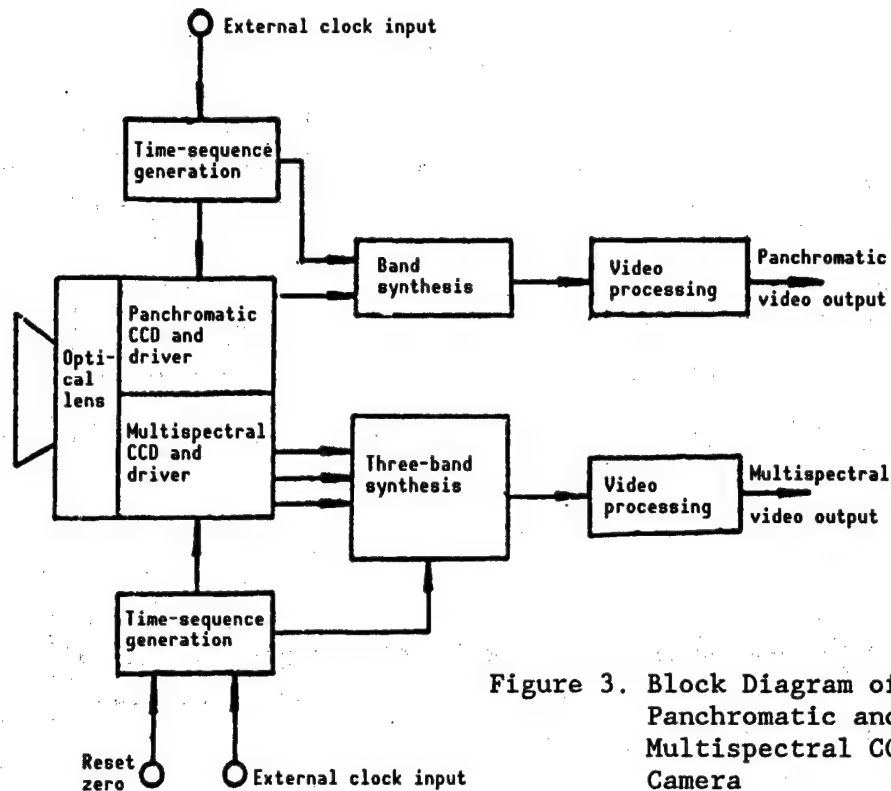 External clock input
Time-sequence
generation
Band
synthesis
Video
processing
Panchromatic
video output
Opti-
cal
lens
Panchromatic
CCD and
driver
Multispectral
CCD and
driver
Three-band
synthesis
Video
processing
Multispectral
video output
Time-sequence
generation
Reset
zero
External clock input
Figure 3. Block Diagram of
Panchromatic and
Multispectral CC
Camera